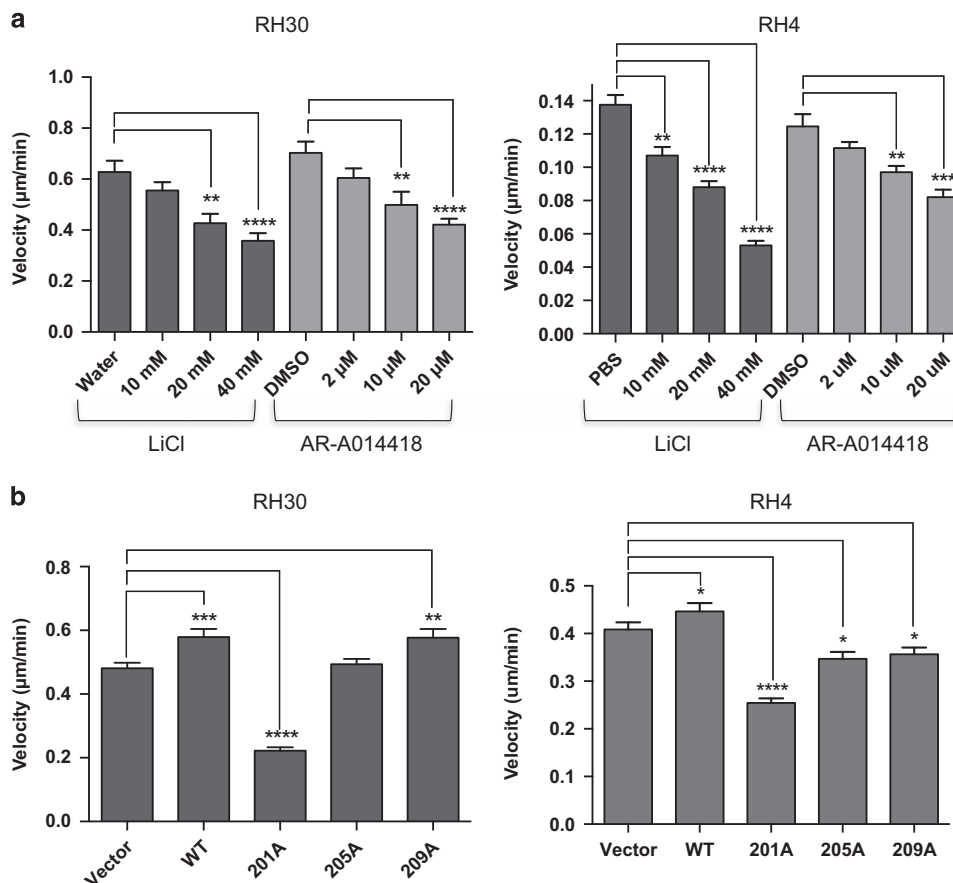 a
RH30
Velocity (µm/min)
1.0
0.8
0.6
0.4
0.2
0.0
**
****
**
****
Water
10 mM
20 mM
40 mM
DMSO
2 µM
10 µM
20 µM
LiCl
AR-A014418
RH4
Velocity (µm/min)
0.14
0.12
0.10
0.08
0.06
0.04
0.02
0.00
**
****
****
**
***
PBS
10 mM
20 mM
40 mM
DMSO
2 uM
10 uM
20 uM
LiCl
AR-A014418
b
RH30
Velocity (µm/min)
0.8
0.6
0.4
0.2
0.0
***
****
**
Vector
WT
201A
205A
209A
RH4
Velocity (um/min)
0.5
0.4
0.3
0.2
0.1
0.0
*
****
*
*
Vector
WT
201A
205A
209A